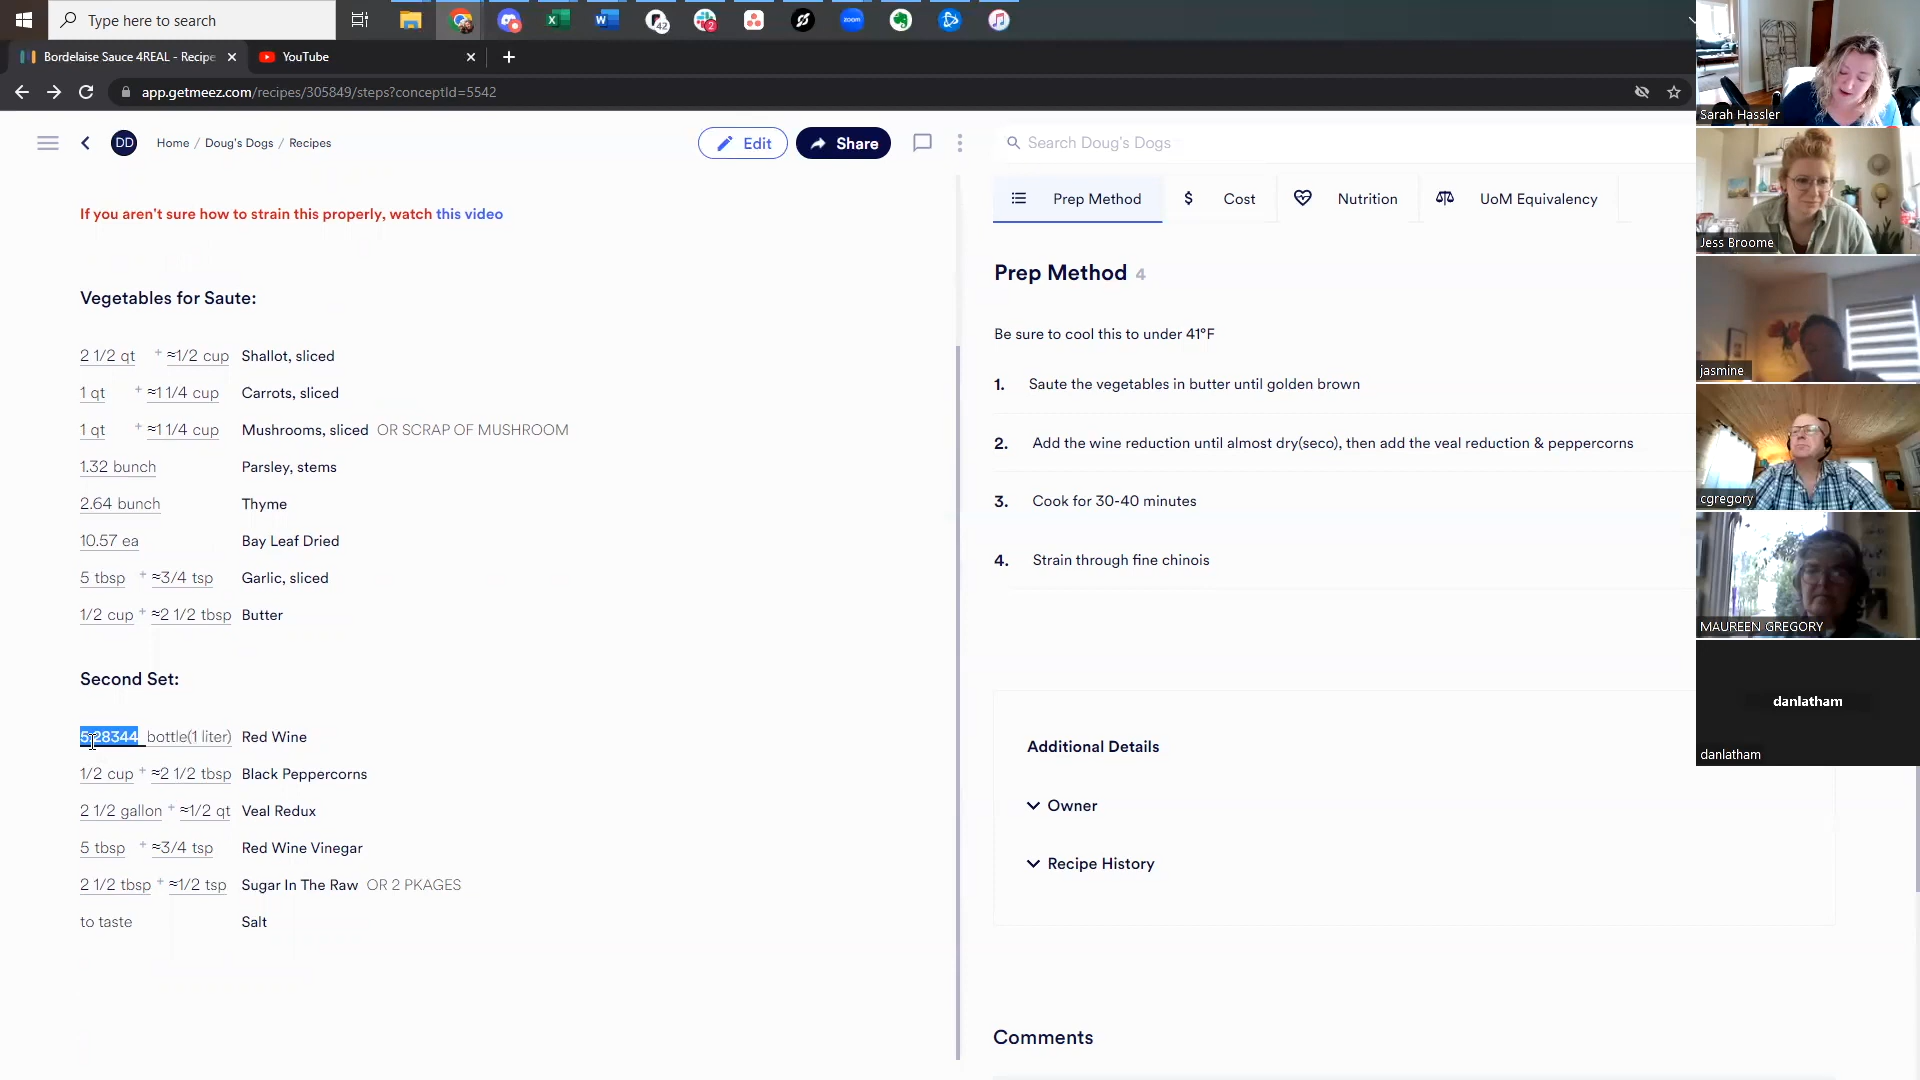 Type here to search
42
2
zoom
Bordelaise Sauce 4REAL - Recipe
YouTube
app.getmeez.com/recipes/305849/steps?conceptId=5542
DD
Home / Doug's Dogs / Recipes
Edit
Share
Search Doug's Dogs
If you aren't sure how to strain this properly, watch this video
Vegetables for Saute:
2 1/2 qt + ≈1/2 cup Shallot, sliced
1 qt + ≈1 1/4 cup Carrots, sliced
1 qt + ≈1 1/4 cup Mushrooms, sliced OR SCRAP OF MUSHROOM
1.32 bunch Parsley, stems
2.64 bunch Thyme
10.57 ea Bay Leaf Dried
5 tbsp + ≈3/4 tsp Garlic, sliced
1/2 cup + ≈2 1/2 tbsp Butter
Second Set:
5.28344 bottle(1 liter) Red Wine
1/2 cup + ≈2 1/2 tbsp Black Peppercorns
2 1/2 gallon + ≈1/2 qt Veal Redux
5 tbsp + ≈3/4 tsp Red Wine Vinegar
2 1/2 tbsp + ≈1/2 tsp Sugar In The Raw OR 2 PKAGES
to taste Salt
Prep Method
$ Cost
Nutrition
UoM Equivalency
Prep Method 4
Be sure to cool this to under 41°F
1. Saute the vegetables in butter until golden brown
2. Add the wine reduction until almost dry(seco), then add the veal reduction & peppercorns
3. Cook for 30-40 minutes
4. Strain through fine chinois
Additional Details
Owner
Recipe History
Comments
Sarah Hassler
Jess Broome
jasmine
cgregory
MAUREEN GREGORY
danlatham
danlatham